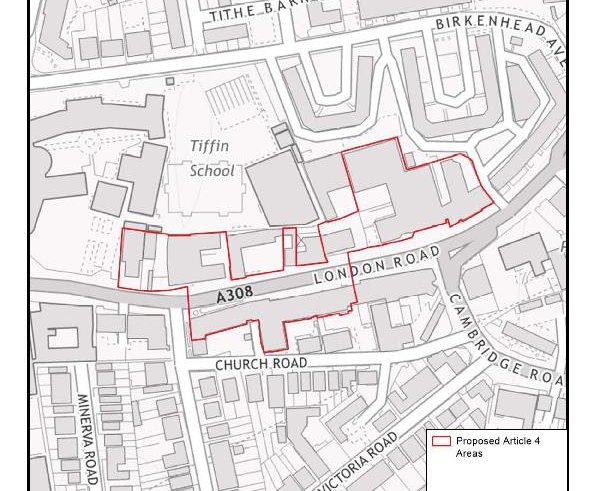 TITHE BAR
BIRKENHEAD AVE
Tiffin
School
LONDON ROAD
A308
CHURCH ROAD
CAMBRIDGE ROA
MINERVA ROAD
VICTORIA ROAD
Proposed Article 4
Areas